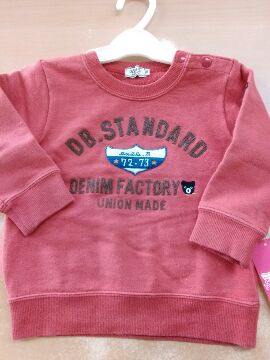 DB.STANDARD
72-73
DENIM FACTORY
UNION MADE